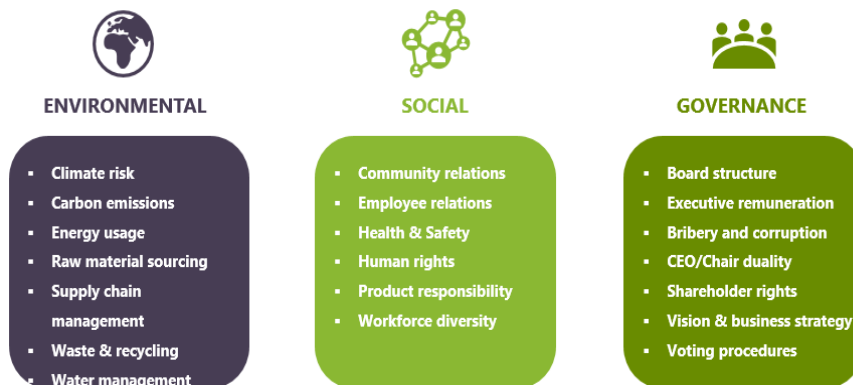 ENVIRONMENTAL
▪ Climate risk
▪ Carbon emissions
▪ Energy usage
▪ Raw material sourcing
▪ Supply chain
management
▪ Waste & recycling
▪ Water management
SOCIAL
▪ Community relations
▪ Employee relations
▪ Health & Safety
▪ Human rights
▪ Product responsibility
▪ Workforce diversity
GOVERNANCE
▪ Board structure
▪ Executive remuneration
▪ Bribery and corruption
▪ CEO/Chair duality
▪ Shareholder rights
▪ Vision & business strategy
▪ Voting procedures